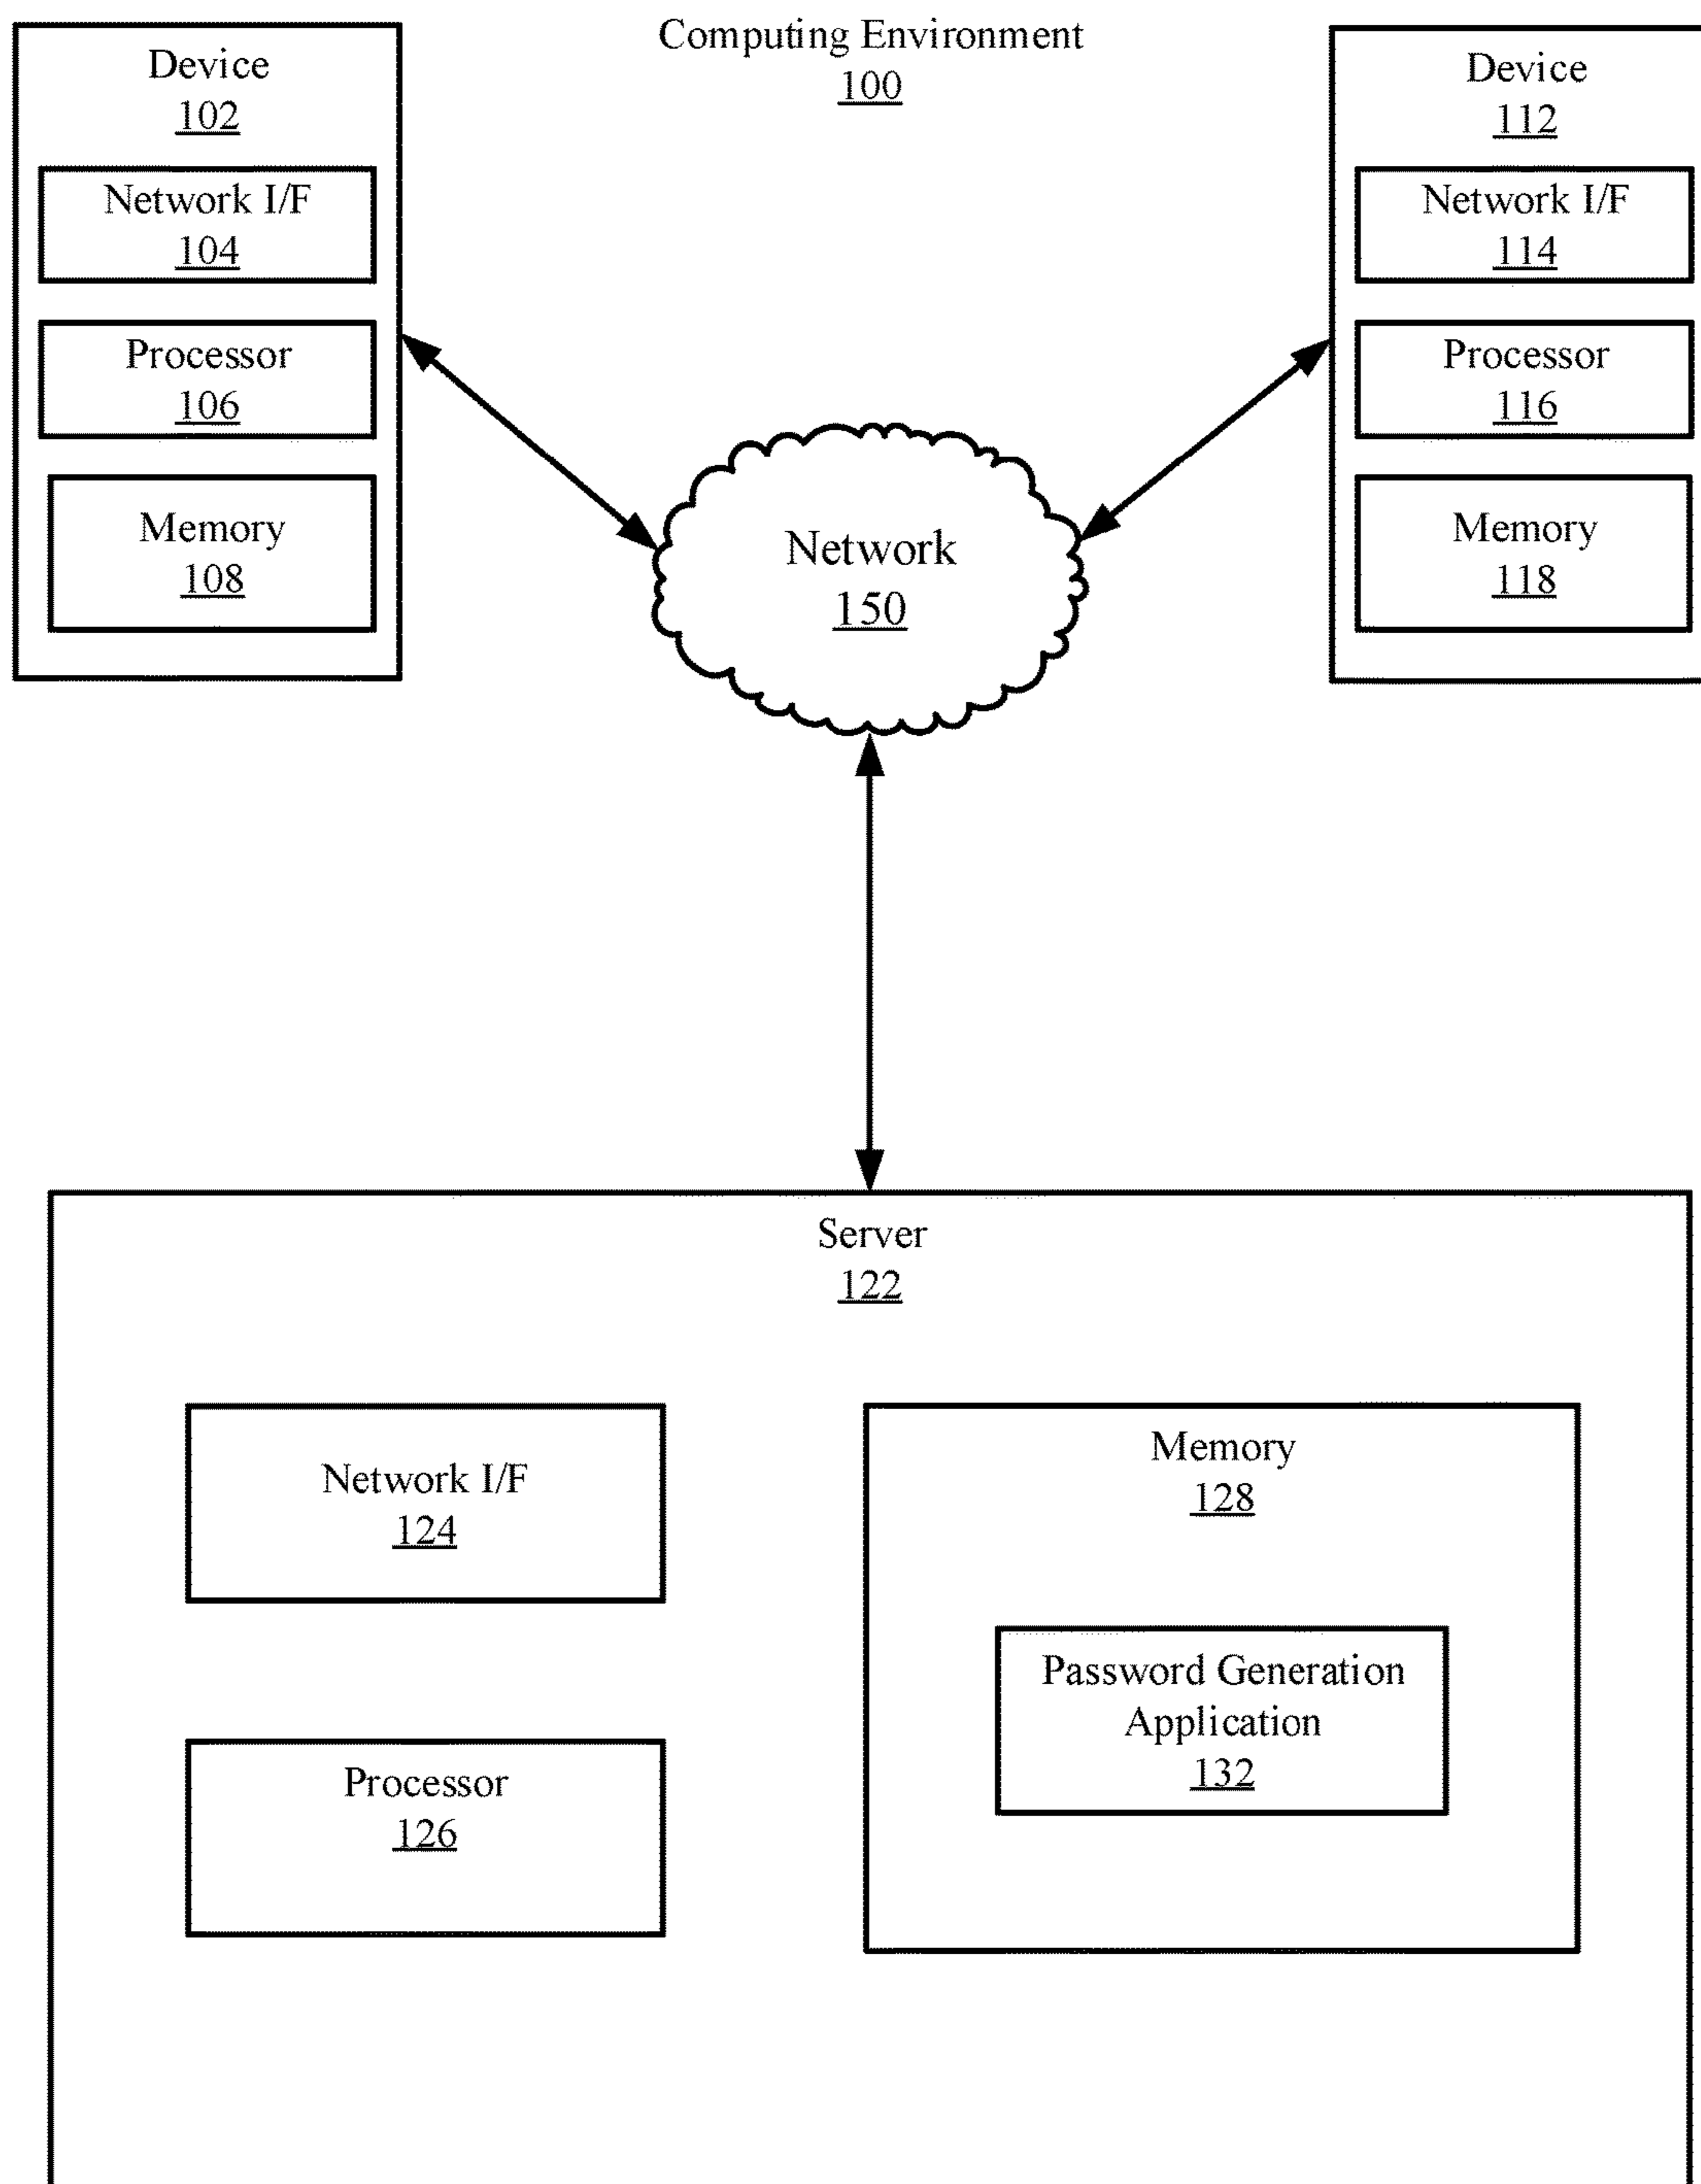 Computing Environment
100
Device
102
Network I/F
104
Processor
106
Memory
108
Device
112
Network I/F
114
Processor
116
Memory
118
Network
150
Server
122
Network I/F
124
Processor
126
Memory
128
Password Generation
Application
132